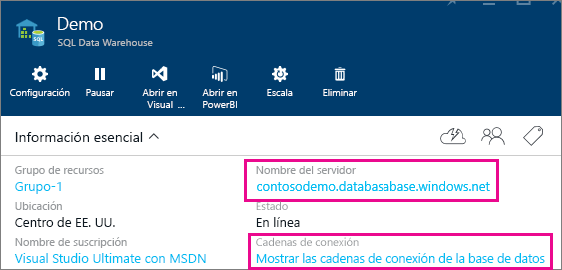 Demo
SQL Data Warehouse
SQL
Configuración
Pausar
Abrir en Visual ...
Abrir en PowerBI
Escala
Eliminar
Información esencial
Grupo de recursos
Grupo-1
Nombre del servidor
contosodemo.databasabase.windows.net
Ubicación
Centro de EE. UU.
Estado
En línea
Nombre de suscripción
Visual Studio Ultimate con MSDN
Cadenas de conexión
Mostrar las cadenas de conexión de la base de datos